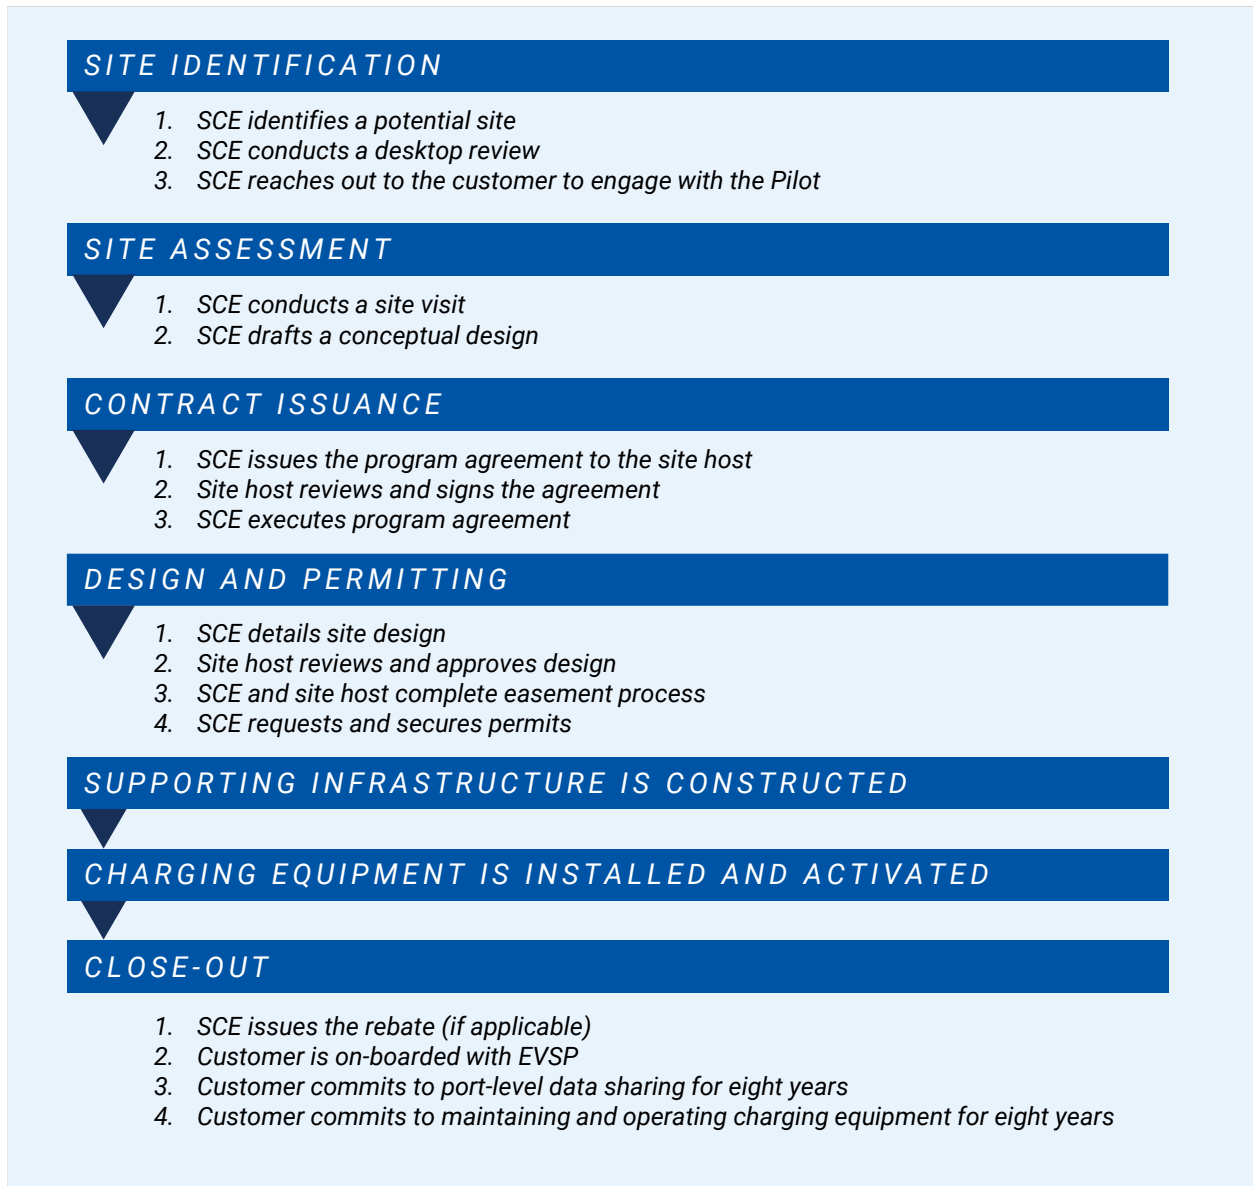 SITE IDENTIFICATION
1. SCE identifies a potential site
2. SCE conducts a desktop review
3. SCE reaches out to the customer to engage with the Pilot
SITE ASSESSMENT
1. SCE conducts a site visit
2. SCE drafts a conceptual design
CONTRACT ISSUANCE
1. SCE issues the program agreement to the site host
2. Site host reviews and signs the agreement
3. SCE executes program agreement
DESIGN AND PERMITTING
1. SCE details site design
2. Site host reviews and approves design
3. SCE and site host complete easement process
4. SCE requests and secures permits
SUPPORTING INFRASTRUCTURE IS CONSTRUCTED
CHARGING EQUIPMENT IS INSTALLED AND ACTIVATED
CLOSE-OUT
1. SCE issues the rebate (if applicable)
2. Customer is on-boarded with EVSP
3. Customer commits to port-level data sharing for eight years
4. Customer commits to maintaining and operating charging equipment for eight years